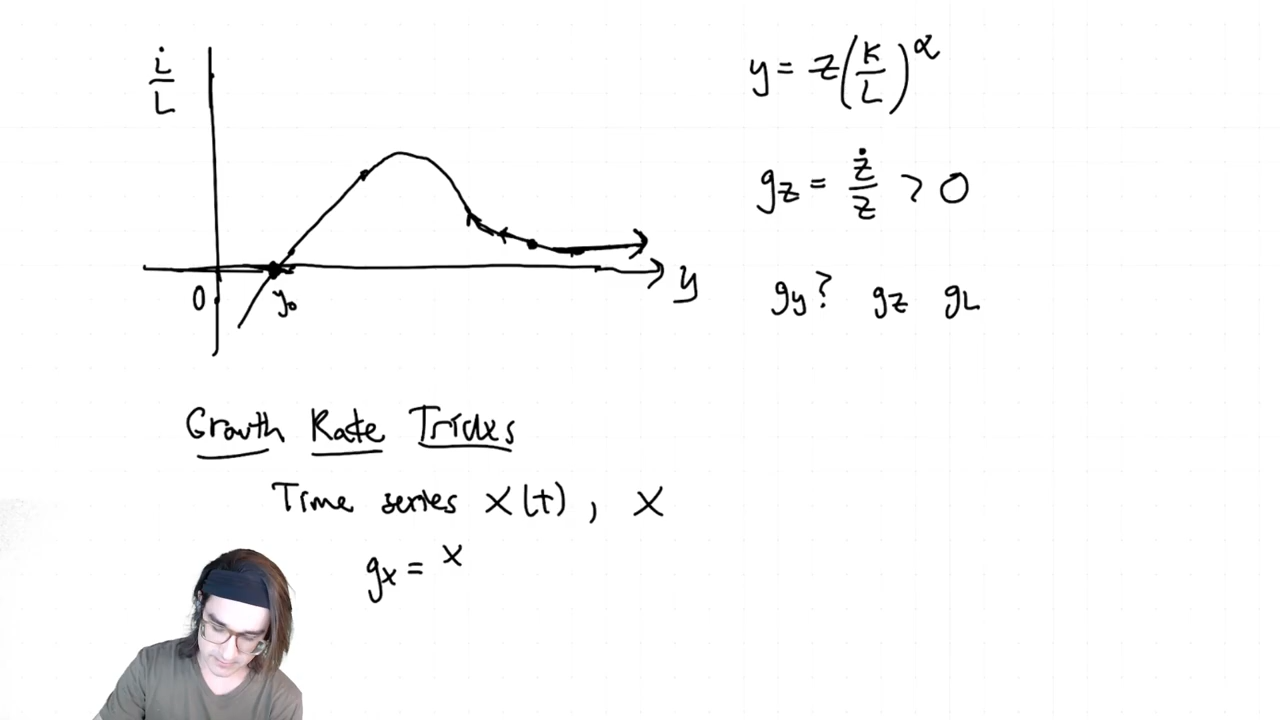 i̇/L
y = z(K/L)^α
g_z = ż/z > 0
0
y₀
y
g_y? g_z g_L
Growth Rate Tricks
Time series X(t), X
g_x = x